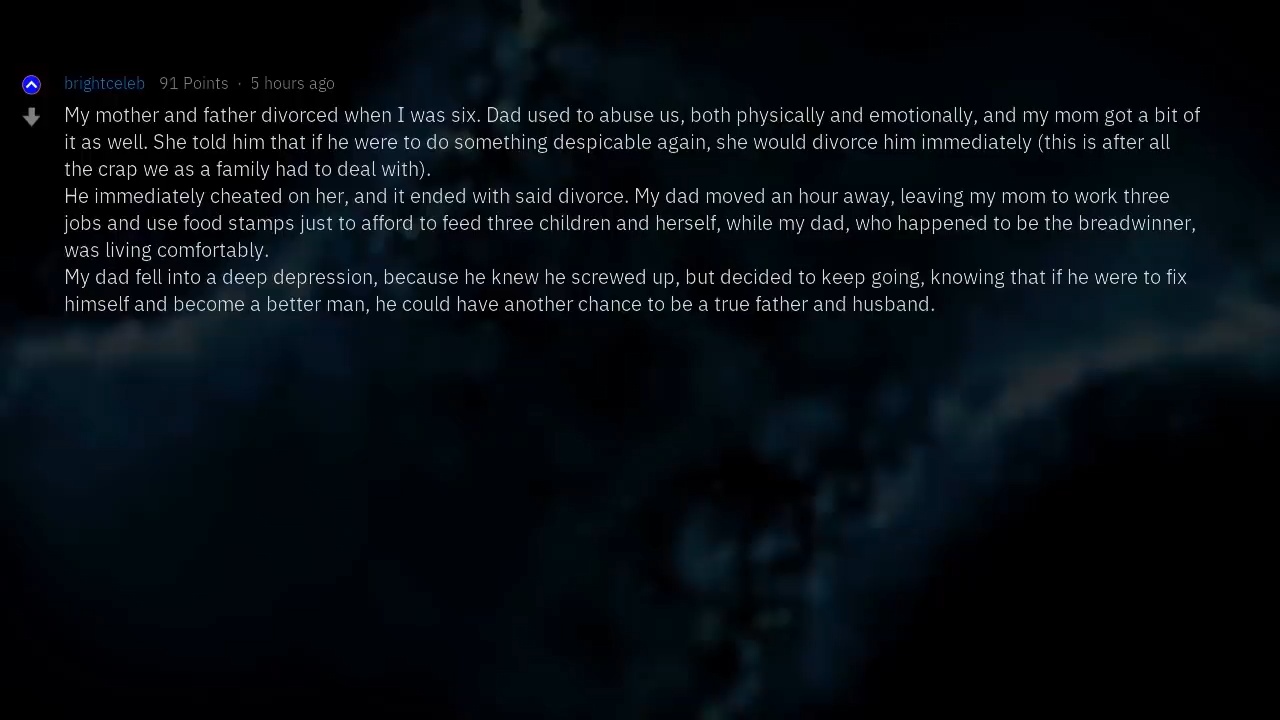 brightceleb 91 Points · 5 hours ago
My mother and father divorced when I was six. Dad used to abuse us, both physically and emotionally, and my mom got a bit of
it as well. She told him that if he were to do something despicable again, she would divorce him immediately (this is after all
the crap we as a family had to deal with).
He immediately cheated on her, and it ended with said divorce. My dad moved an hour away, leaving my mom to work three
jobs and use food stamps just to afford to feed three children and herself, while my dad, who happened to be the breadwinner,
was living comfortably.
My dad fell into a deep depression, because he knew he screwed up, but decided to keep going, knowing that if he were to fix
himself and become a better man, he could have another chance to be a true father and husband.